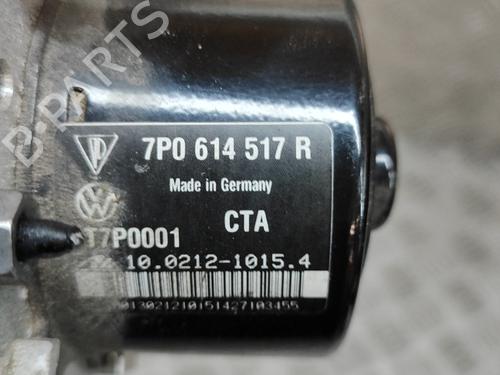 7P0 614 517 R
Made in Germany
CTA
T7P0001
10.0212-1015.4
B-PARTS